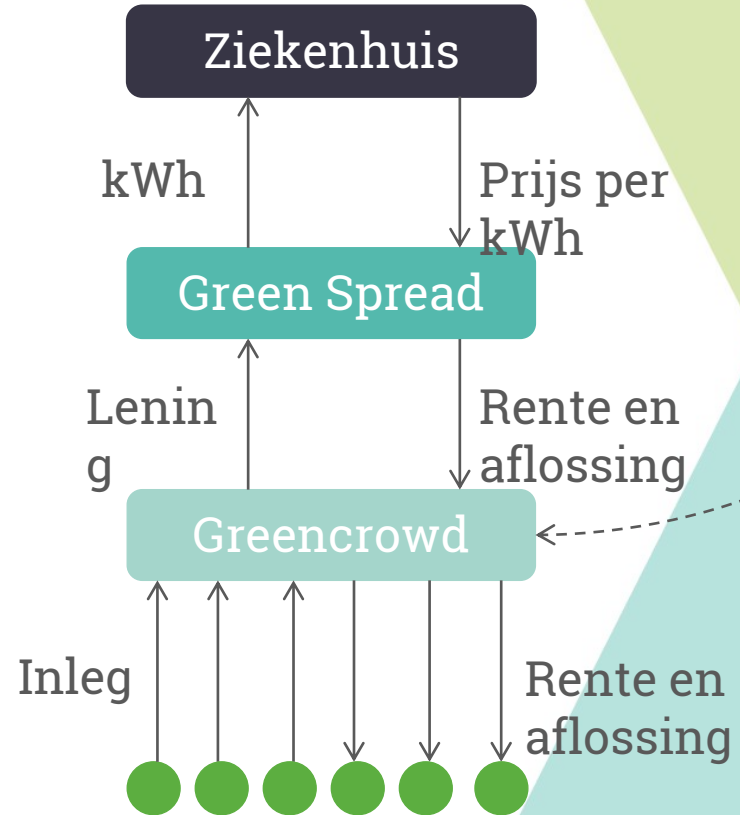 Ziekenhuis
kWh
Prijs per
kWh
Green Spread
Lenin
g
Rente en
aflossing
Greencrowd
Inleg
Rente en
aflossing